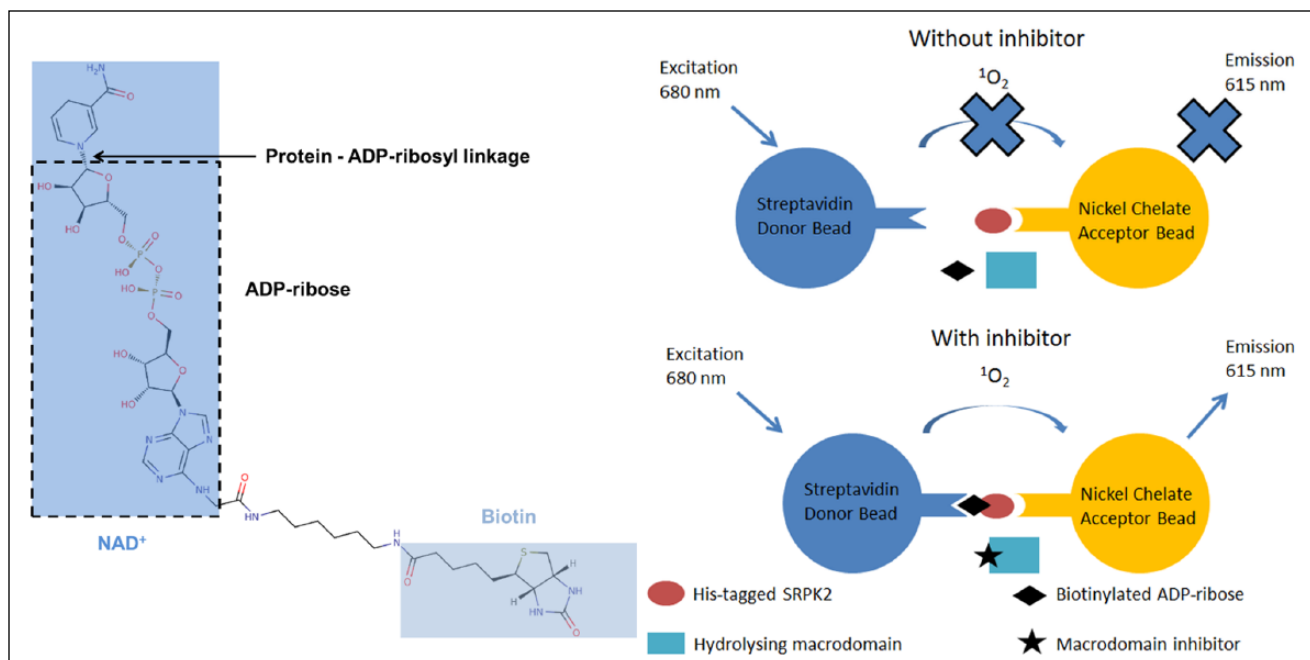 H₂N
O
N
Protein - ADP-ribosyl linkage
HO
O
HO
O
O
P
HO
O
HO
P
O
O
ADP-ribose
HO
O
HO
N
N
N
N
NH
O
N
H
NAD⁺
H
N
O
Biotin
S
H
H
NH
HN
O
Without inhibitor
Excitation
680 nm
¹O₂
Emission
615 nm
Streptavidin
Donor Bead
Nickel Chelate
Acceptor Bead
With inhibitor
Excitation
680 nm
¹O₂
Emission
615 nm
Streptavidin
Donor Bead
Nickel Chelate
Acceptor Bead
His-tagged SRPK2
Biotinylated ADP-ribose
Hydrolysing macrodomain
Macrodomain inhibitor